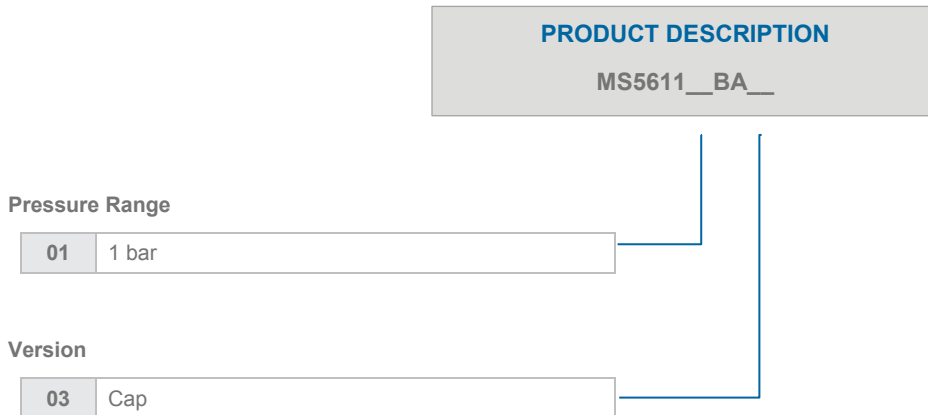 PRODUCT DESCRIPTION
MS5611__BA__
Pressure Range
01 1 bar
Version
03 Cap